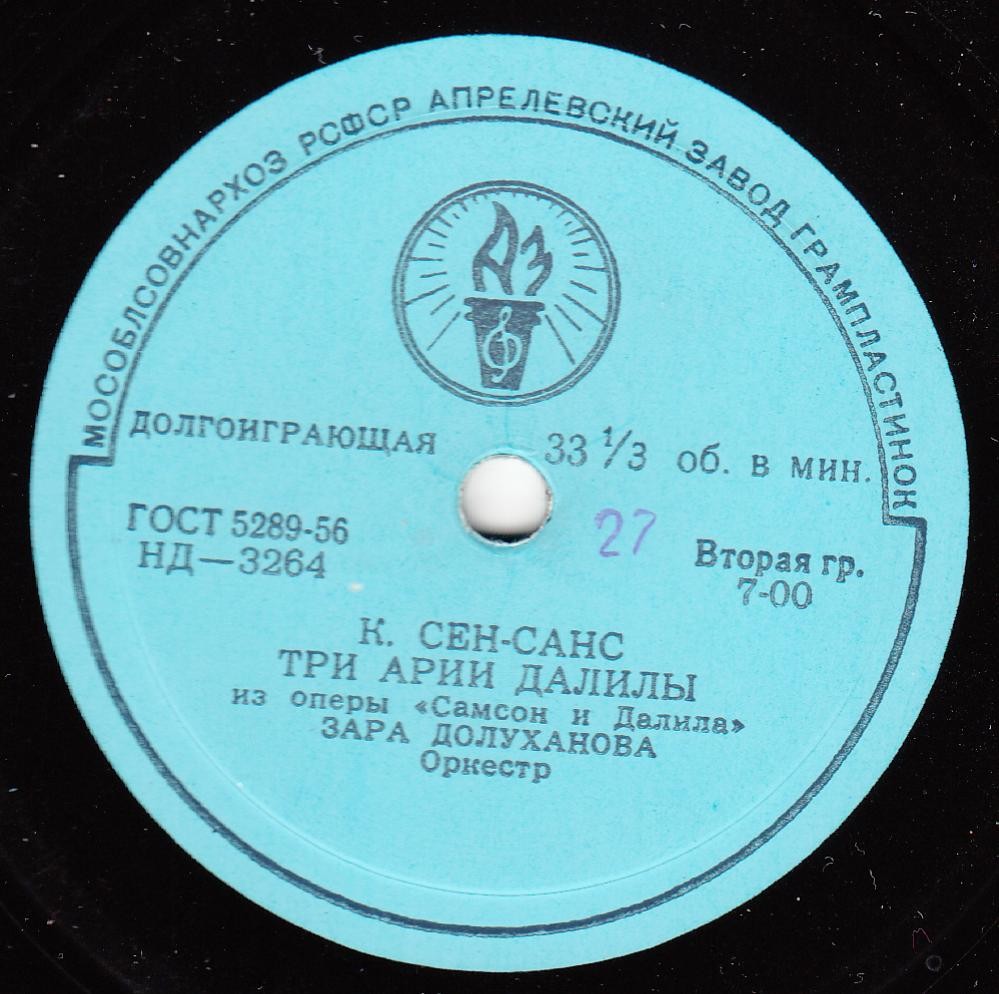 МОСОБЛСОВНАРХОЗ РСФСР АПРЕЛЕВСКИЙ ЗАВОД ГРАМПЛАСТИНОК
АЗ
ДОЛГОИГРАЮЩАЯ 33 1/3 об. в мин.
ГОСТ 5289-56
НД—3264
27
Вторая гр.
7-00
К. СЕН-САНС
ТРИ АРИИ ДАЛИЛЫ
из оперы «Самсон и Далила»
ЗАРА ДОЛУХАНОВА
Оркестр